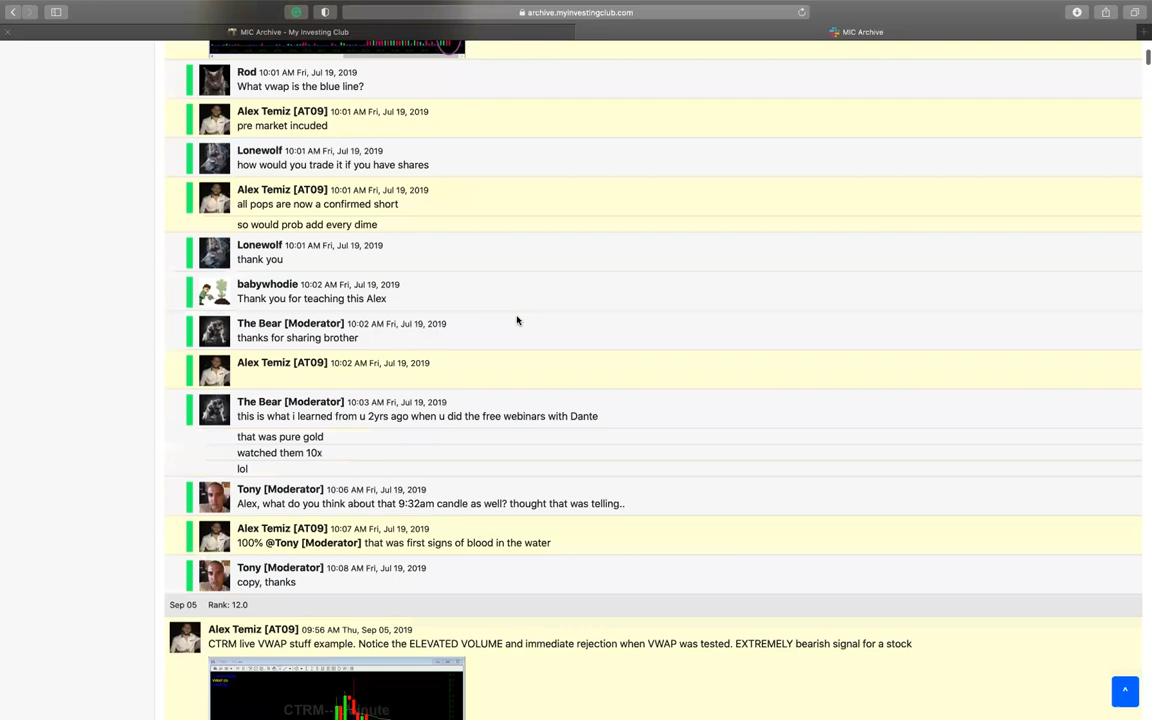 archive.myinvestingclub.com
MIC Archive - My Investing Club
MIC Archive
Rod 10:01 AM Fri, Jul 19, 2019
What vwap is the blue line?
Alex Temiz [AT09] 10:01 AM Fri, Jul 19, 2019
pre market incuded
Lonewolf 10:01 AM Fri, Jul 19, 2019
how would you trade it if you have shares
Alex Temiz [AT09] 10:01 AM Fri, Jul 19, 2019
all pops are now a confirmed short
so would prob add every dime
Lonewolf 10:01 AM Fri, Jul 19, 2019
thank you
babywhodie 10:02 AM Fri, Jul 19, 2019
Thank you for teaching this Alex
The Bear [Moderator] 10:02 AM Fri, Jul 19, 2019
thanks for sharing brother
Alex Temiz [AT09] 10:02 AM Fri, Jul 19, 2019
The Bear [Moderator] 10:03 AM Fri, Jul 19, 2019
this is what i learned from u 2yrs ago when u did the free webinars with Dante
that was pure gold
watched them 10x
lol
Tony [Moderator] 10:06 AM Fri, Jul 19, 2019
Alex, what do you think about that 9:32am candle as well? thought that was telling..
Alex Temiz [AT09] 10:07 AM Fri, Jul 19, 2019
100% @Tony [Moderator] that was first signs of blood in the water
Tony [Moderator] 10:08 AM Fri, Jul 19, 2019
copy, thanks
Sep 05 Rank: 12.0
Alex Temiz [AT09] 09:56 AM Thu, Sep 05, 2019
CTRM live VWAP stuff example. Notice the ELEVATED VOLUME and immediate rejection when VWAP was tested. EXTREMELY bearish signal for a stock